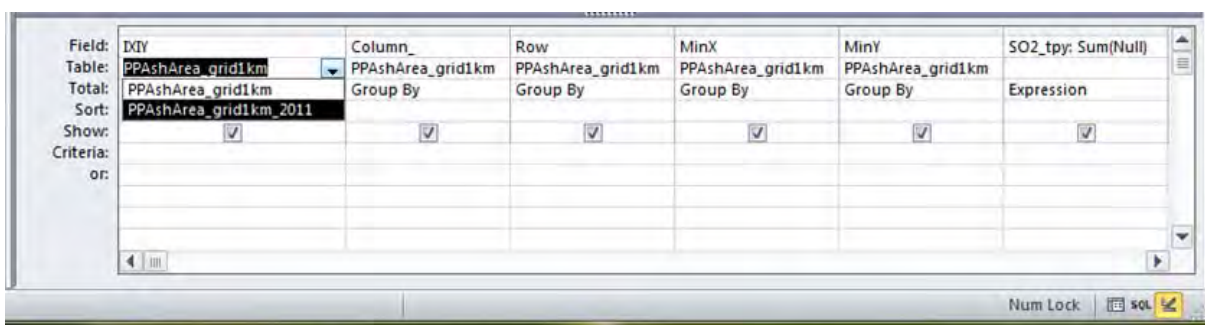 Field: IXIY Column_ Row MinX MinY SO2_tpy: Sum(Null)
Table: PPAshArea_grid1km PPAshArea_grid1km PPAshArea_grid1km PPAshArea_grid1km PPAshArea_grid1km
Total: PPAshArea_grid1km Group By Group By Group By Group By Expression
Sort: PPAshArea_grid1km_2011
Show:
Criteria:
or:
Num Lock SQL